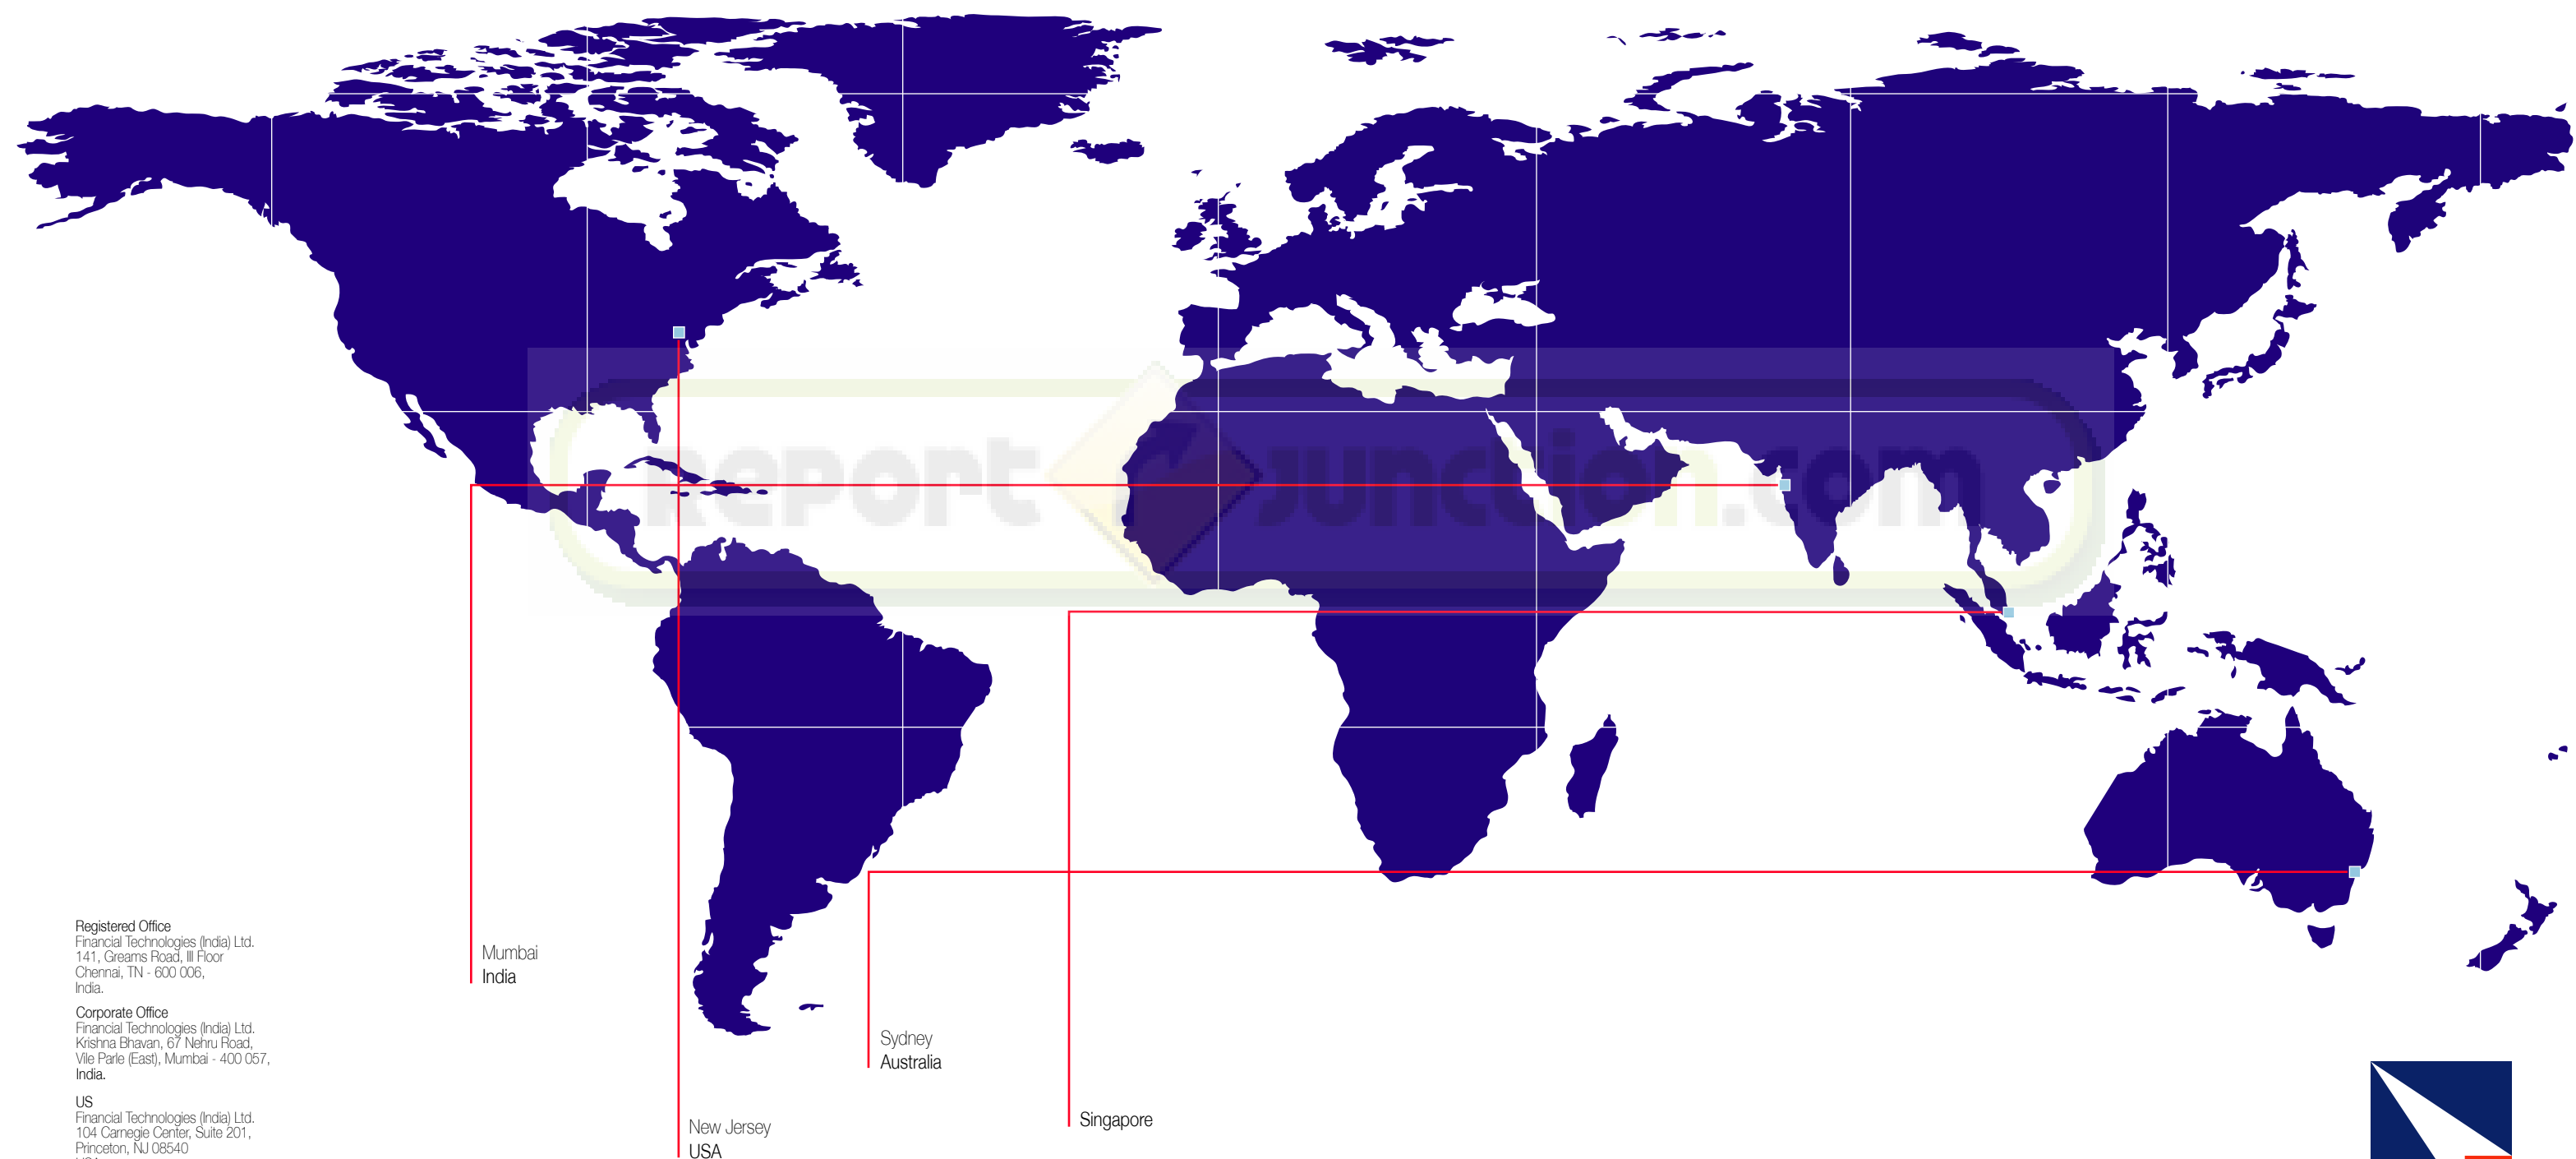 REPORT JUNCTION.COM
Registered Office
Financial Technologies (India) Ltd.
141, Greams Road, III Floor
Chennai, TN - 600 006,
India.
Corporate Office
Financial Technologies (India) Ltd.
Krishna Bhavan, 67 Nehru Road,
Vile Parle (East), Mumbai - 400 057,
India.
US
Financial Technologies (India) Ltd.
104 Carnegie Center, Suite 201,
Princeton, NJ 08540
Mumbai
India
Sydney
Australia
New Jersey
USA
Singapore